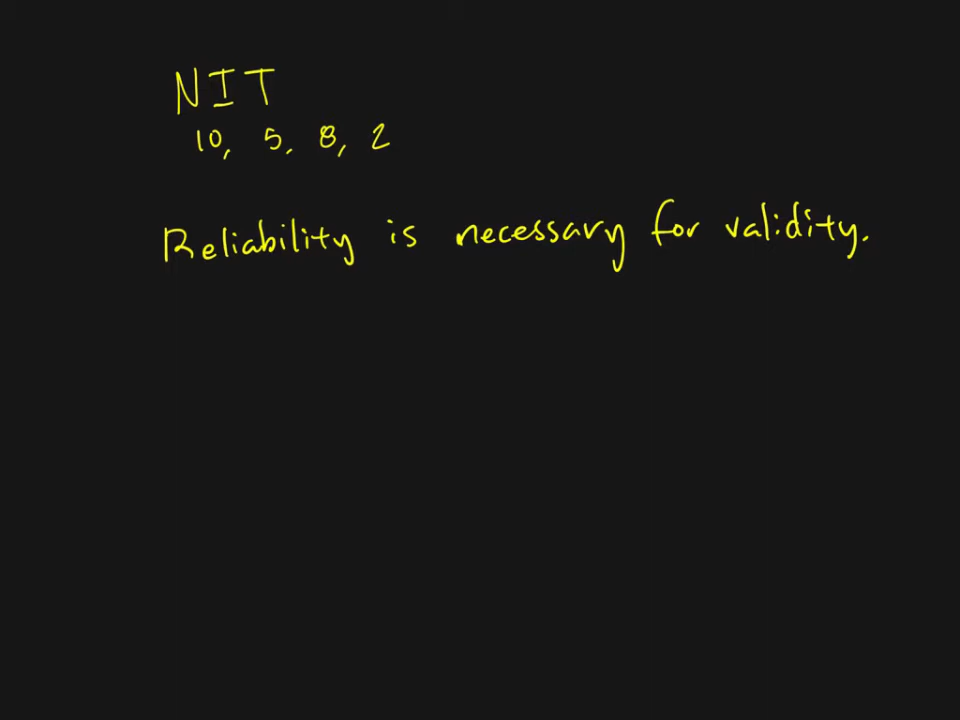 NIT
10, 5, 8, 2
Reliability is necessary for validity.